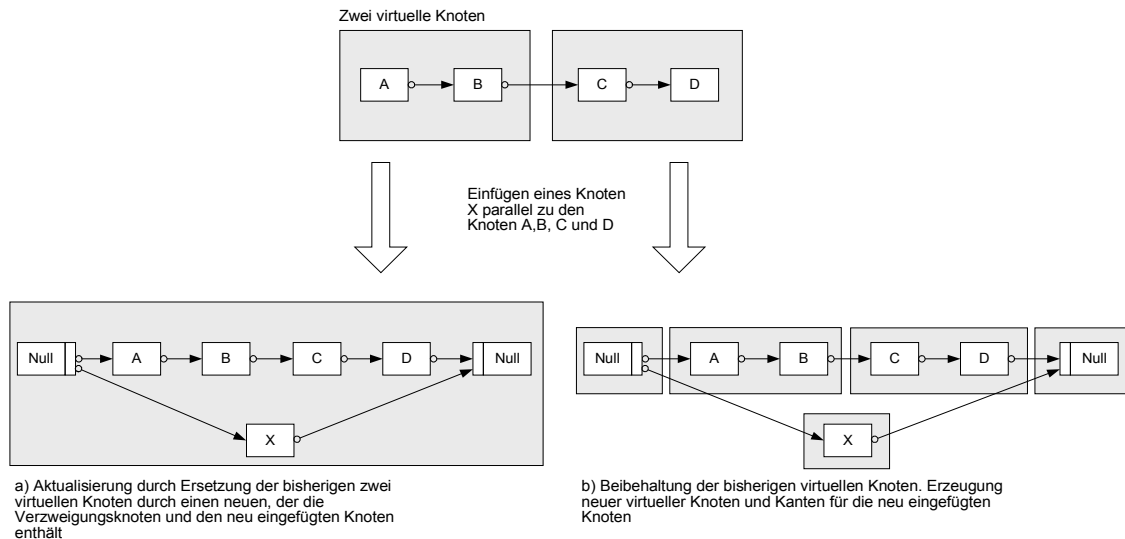 Zwei virtuelle Knoten
A
B
C
D
Einfügen eines Knoten
X parallel zu den
Knoten A,B, C und D
Null
A
B
C
D
Null
X
a) Aktualisierung durch Ersetzung der bisherigen zwei
virtuellen Knoten durch einen neuen, der die
Verzweigungsknoten und den neu eingefügten Knoten
enthält
Null
A
B
C
D
Null
X
b) Beibehaltung der bisherigen virtuellen Knoten. Erzeugung
neuer virtueller Knoten und Kanten für die neu eingefügten
Knoten